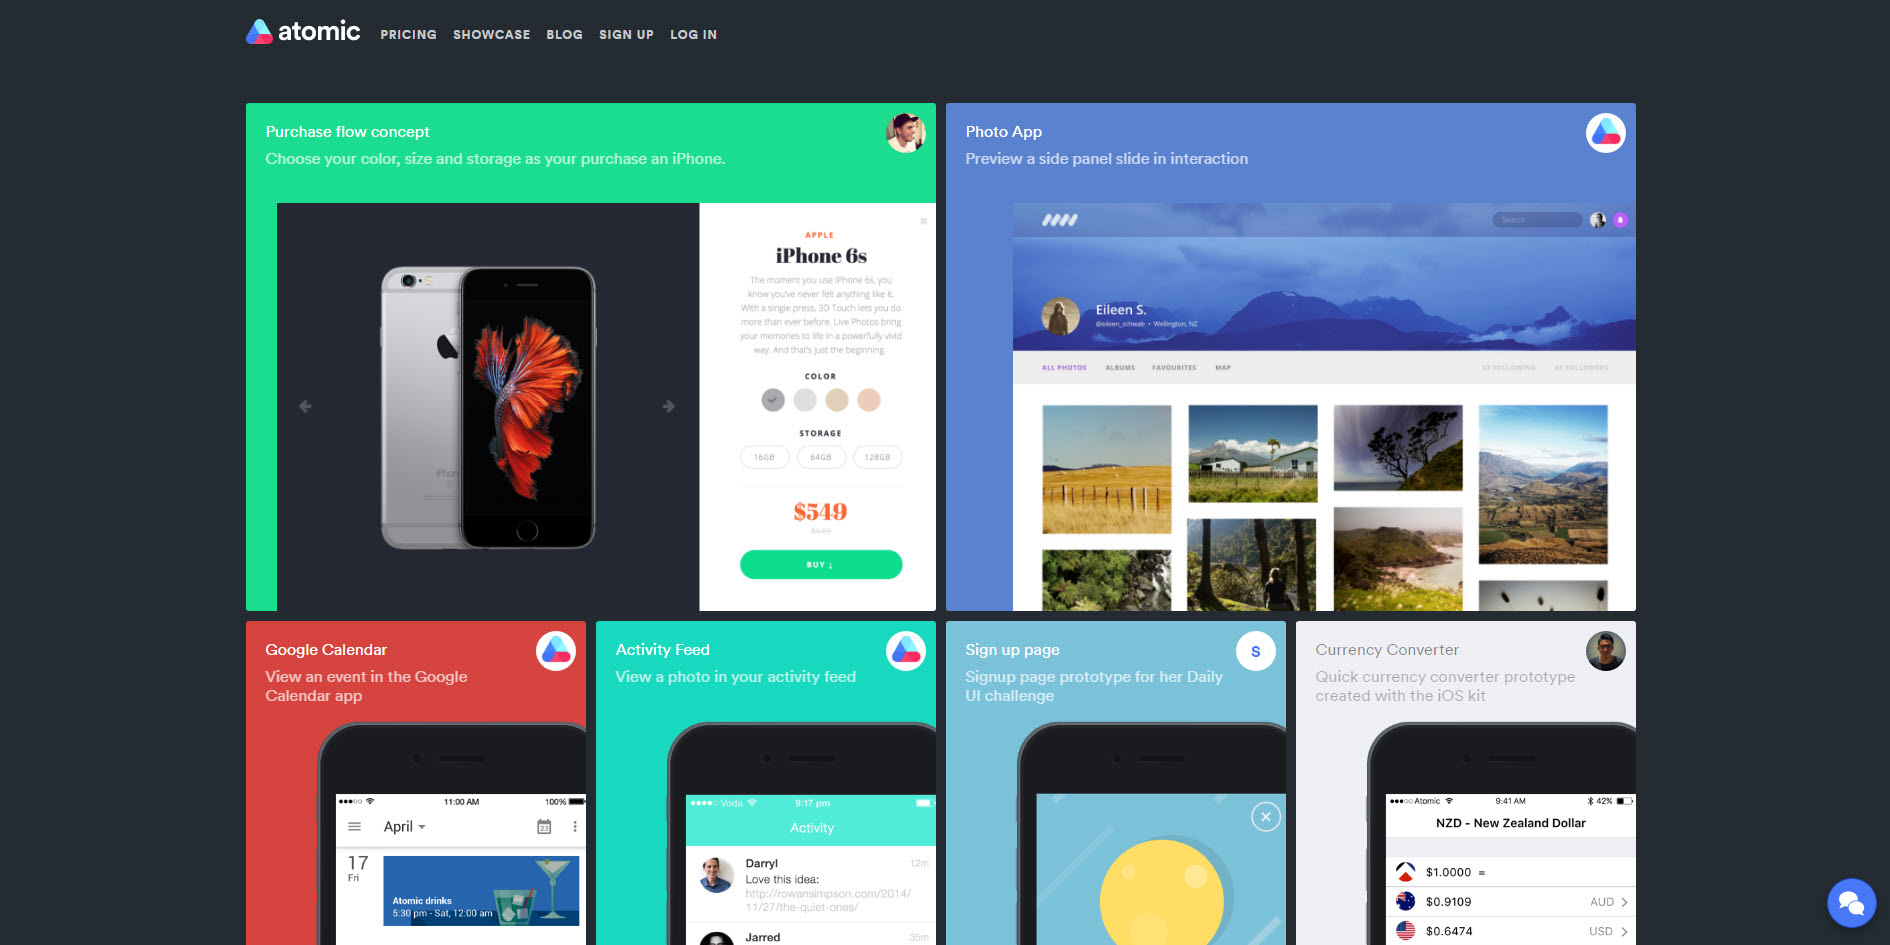 atomic
PRICING SHOWCASE BLOG SIGN UP LOG IN
Purchase flow concept
Choose your color, size and storage as your purchase an iPhone.
APPLE
iPhone 6s
The moment you use iPhone 6s, you
know you've never felt anything like it.
With a single press, 3D Touch lets you do
more than ever before. Live Photos bring
your memories to life in a powerfully vivid
way. And that's just the beginning.
COLOR
STORAGE
16GB 64GB 128GB
$549
$649
BUY ↓
iPhon
Photo App
Preview a side panel slide in interaction
Search
Eileen S.
@eileen_schwab • Wellington, NZ
ALL PHOTOS ALBUMS FAVOURITES MAP
53 FOLLOWING 95 FOLLOWERS
Google Calendar
View an event in the Google
Calendar app
11:00 AM 100%
April
23
17
Fri
Atomic drinks
5:30 pm - Sat, 12:00 am
Activity Feed
View a photo in your activity feed
Voda 9:17 pm
Activity
Darryl 12m
Love this idea:
http://rowansimpson.com/2014/
11/27/the-quiet-ones/
Jarred 35m
Sign up page
S
Signup page prototype for her Daily
UI challenge
Currency Converter
Quick currency converter prototype
created with the iOS kit
Atomic 9:41 AM 42%
NZD - New Zealand Dollar
$1.0000 =
$0.9109 AUD
$0.6474 USD